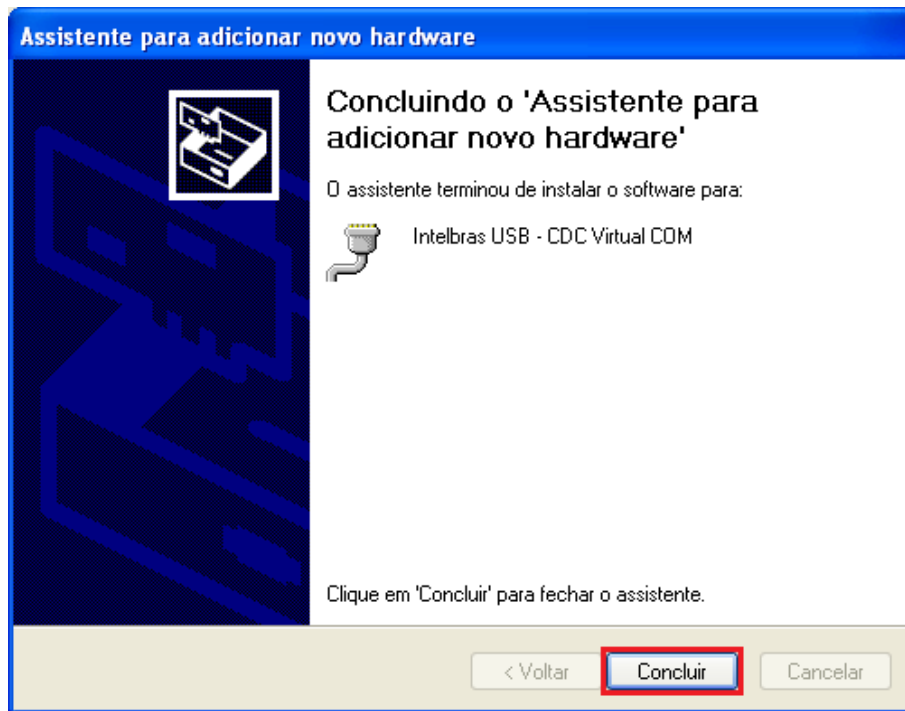 Assistente para adicionar novo hardware
Concluindo o 'Assistente para
adicionar novo hardware'
O assistente terminou de instalar o software para:
Intelbras USB - CDC Virtual COM
Clique em 'Concluir' para fechar o assistente.
< Voltar
Concluir
Cancelar